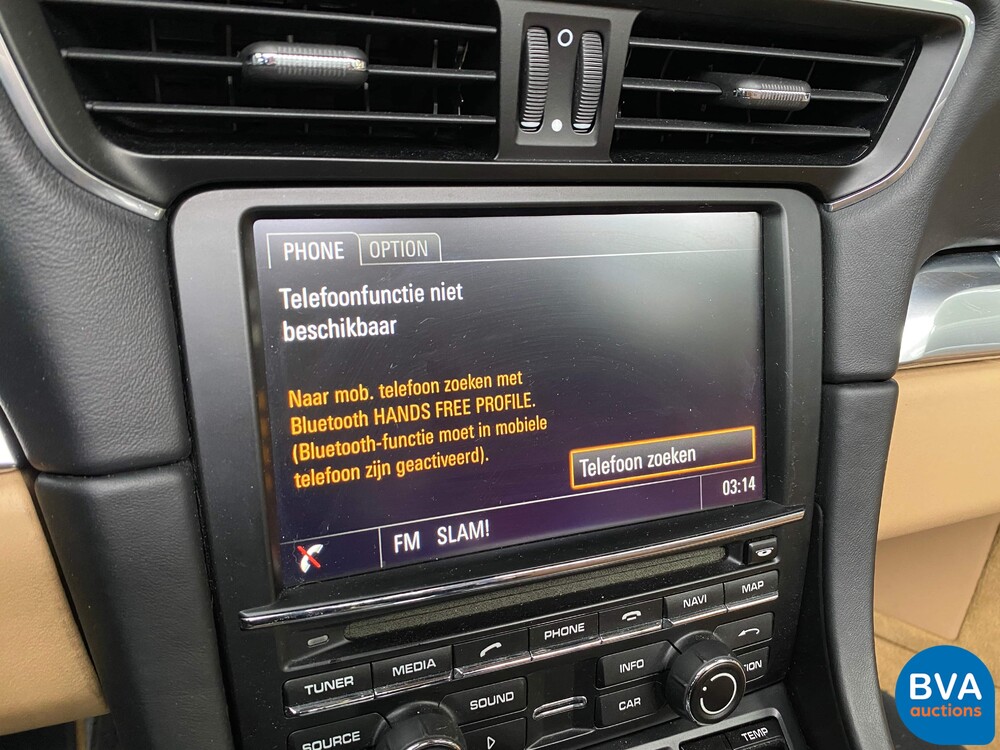 PHONE OPTION
Telefoonfunctie niet
beschikbaar
Naar mob. telefoon zoeken met
Bluetooth HANDS FREE PROFILE.
(Bluetooth-functie moet in mobiele
telefoon zijn geactiveerd).
Telefoon zoeken
03:14
FM SLAM!
TUNER MEDIA PHONE NAVI MAP
SOUND INFO
SOURCE CAR
TEMP
BVA
auctions